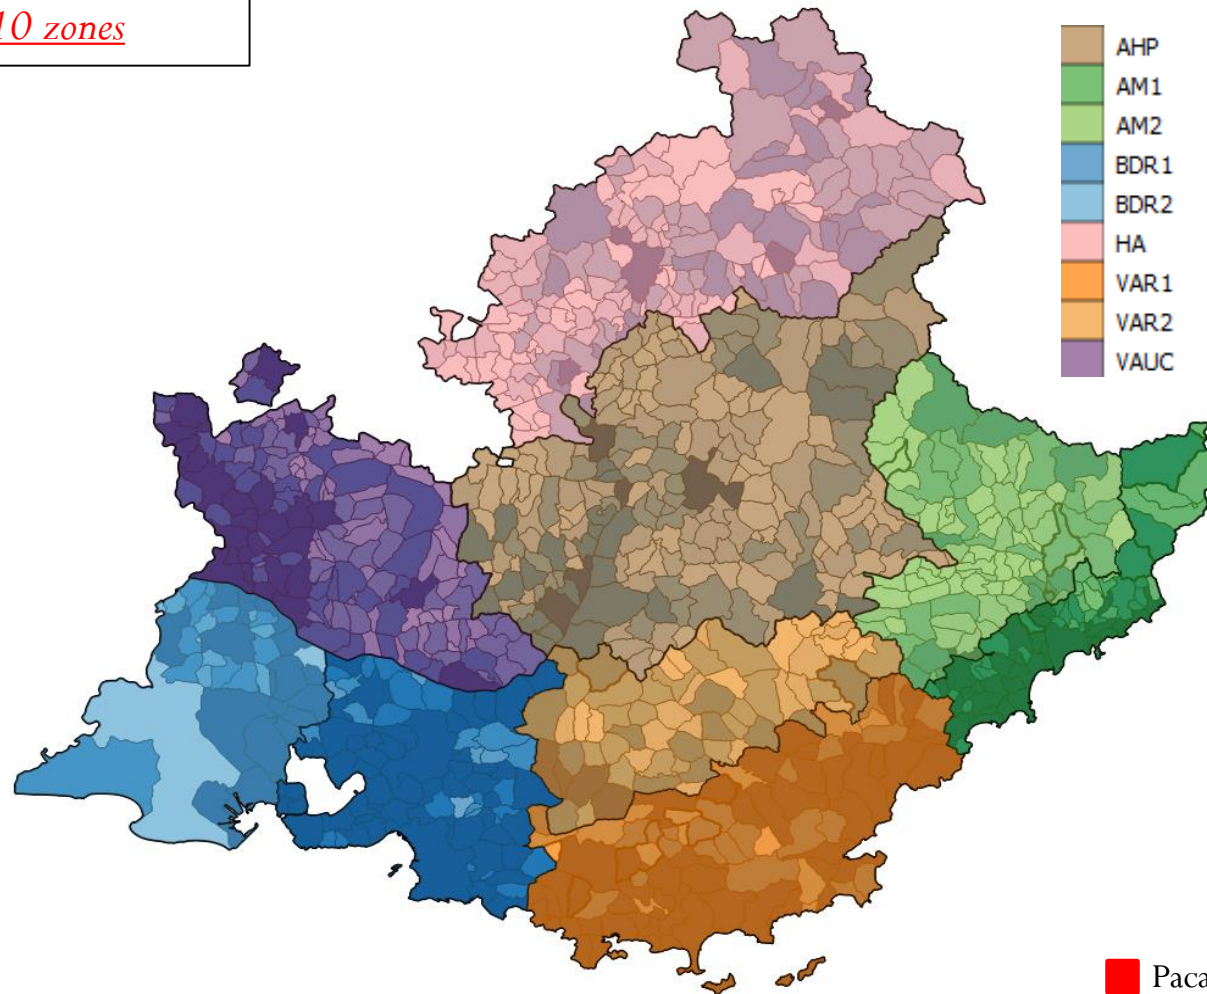 10 zones
AHP
AM1
AM2
BDR1
BDR2
HA
VAR1
VAR2
VAUC
Paca